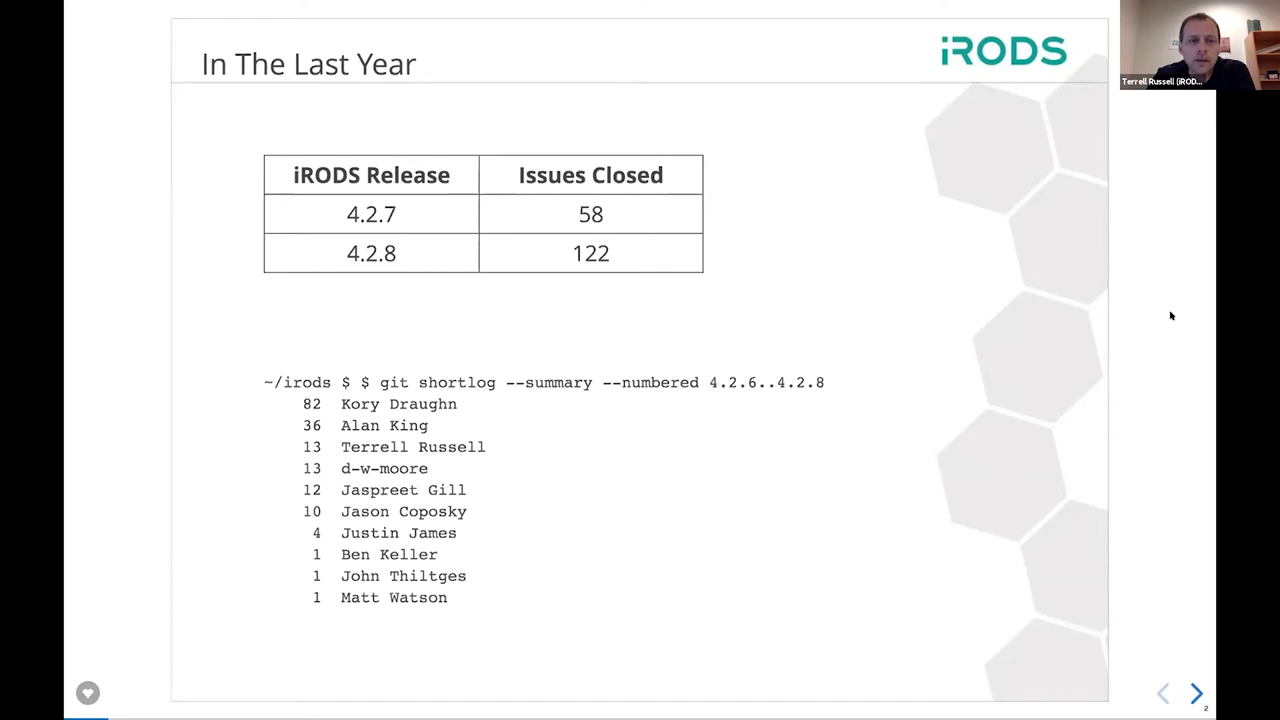 In The Last Year
iRODS
Terrell Russell (iROD...
iRODS Release Issues Closed
4.2.7 58
4.2.8 122
~/irods $ $ git shortlog --summary --numbered 4.2.6..4.2.8
82 Kory Draughn
36 Alan King
13 Terrell Russell
13 d-w-moore
12 Jaspreet Gill
10 Jason Coposky
4 Justin James
1 Ben Keller
1 John Thiltges
1 Matt Watson
2